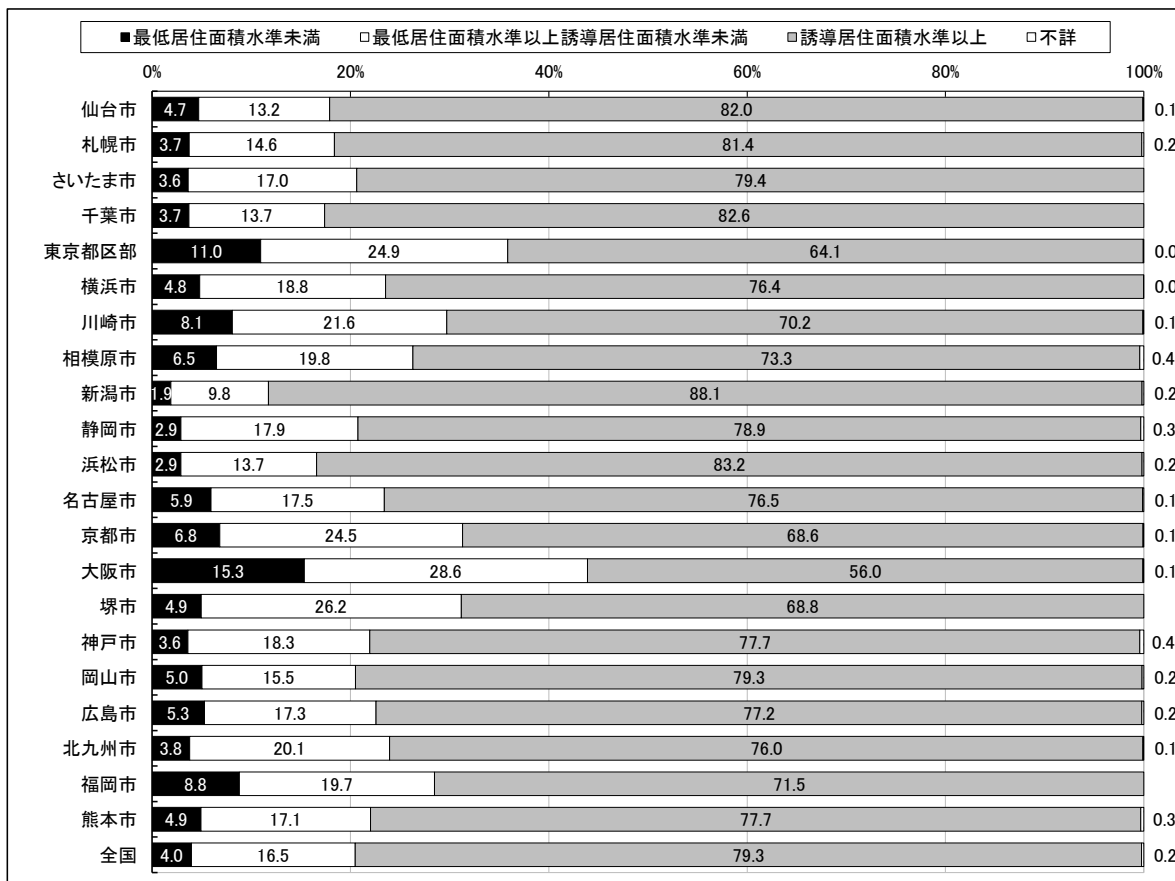 ■最低居住面積水準未満 □最低居住面積水準以上誘導居住面積水準未満 ■誘導居住面積水準以上 □不詳
0% 20% 40% 60% 80% 100%
仙台市 4.7 13.2 82.0 0.1
札幌市 3.7 14.6 81.4 0.2
さいたま市 3.6 17.0 79.4
千葉市 3.7 13.7 82.6
東京都区部 11.0 24.9 64.1 0.0
横浜市 4.8 18.8 76.4 0.0
川崎市 8.1 21.6 70.2 0.1
相模原市 6.5 19.8 73.3 0.4
新潟市 1.9 9.8 88.1 0.2
静岡市 2.9 17.9 78.9 0.3
浜松市 2.9 13.7 83.2 0.2
名古屋市 5.9 17.5 76.5 0.1
京都市 6.8 24.5 68.6 0.1
大阪市 15.3 28.6 56.0 0.1
堺市 4.9 26.2 68.8
神戸市 3.6 18.3 77.7 0.4
岡山市 5.0 15.5 79.3 0.2
広島市 5.3 17.3 77.2 0.2
北九州市 3.8 20.1 76.0 0.1
福岡市 8.8 19.7 71.5
熊本市 4.9 17.1 77.7 0.3
全国 4.0 16.5 79.3 0.2